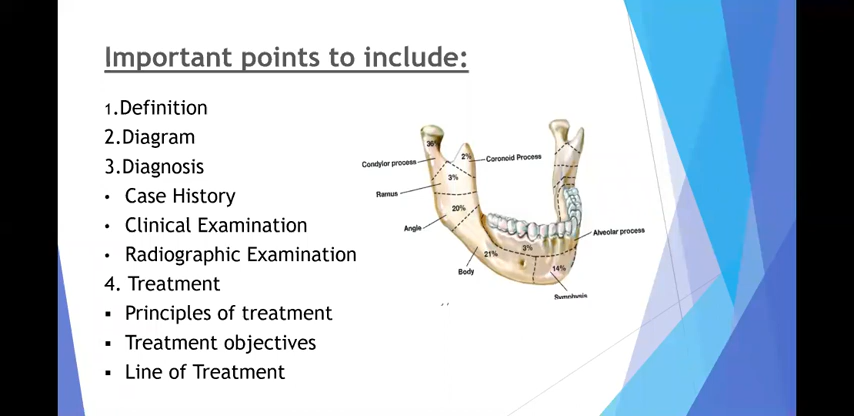 Important points to include:
1.Definition
2.Diagram
3.Diagnosis
• Case History
• Clinical Examination
• Radiographic Examination
4. Treatment
▪ Principles of treatment
▪ Treatment objectives
▪ Line of Treatment
36%
2%
Condylor process
Coronoid Process
3%
Ramus
20%
Angle
Alveolar process
3%
21%
Body
14%
Symphysis